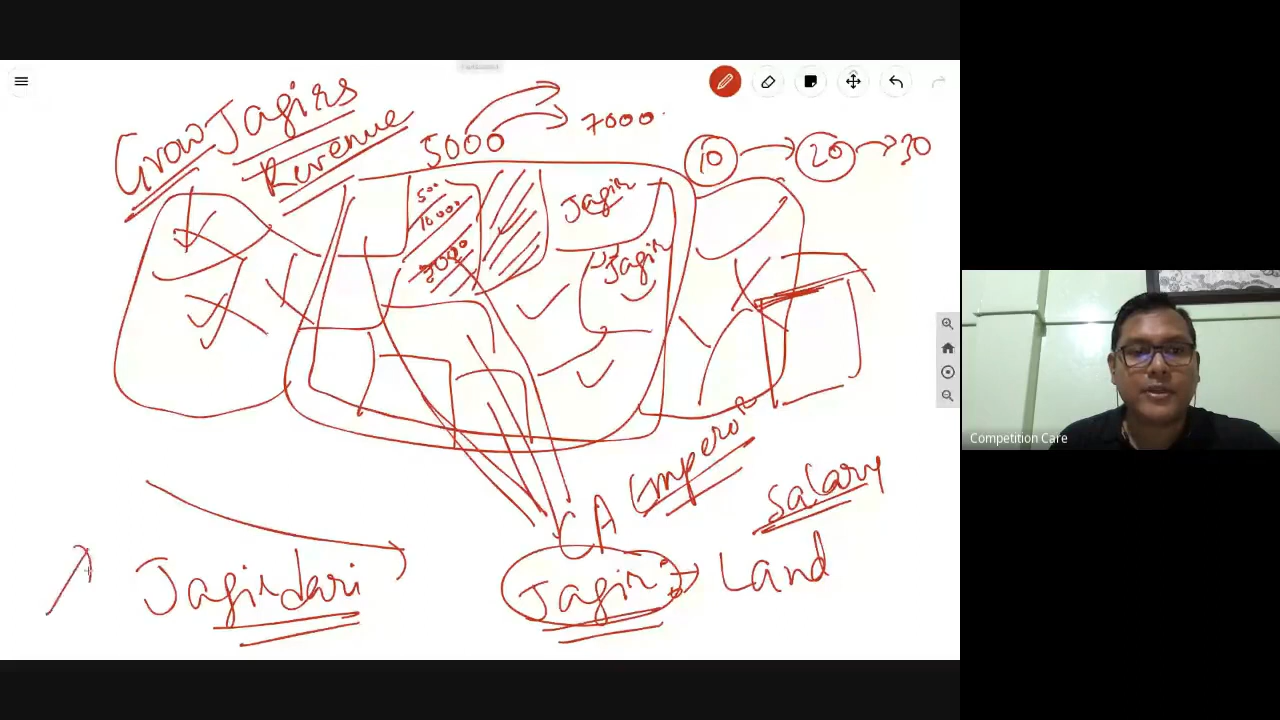 Grow Jagirs
Revenue
5000
7000
10 20 30
500
10000
3000
Jagir
Jagir
CA Emperor
Salary
Jagirdari
Jagir
Land
Competition Care